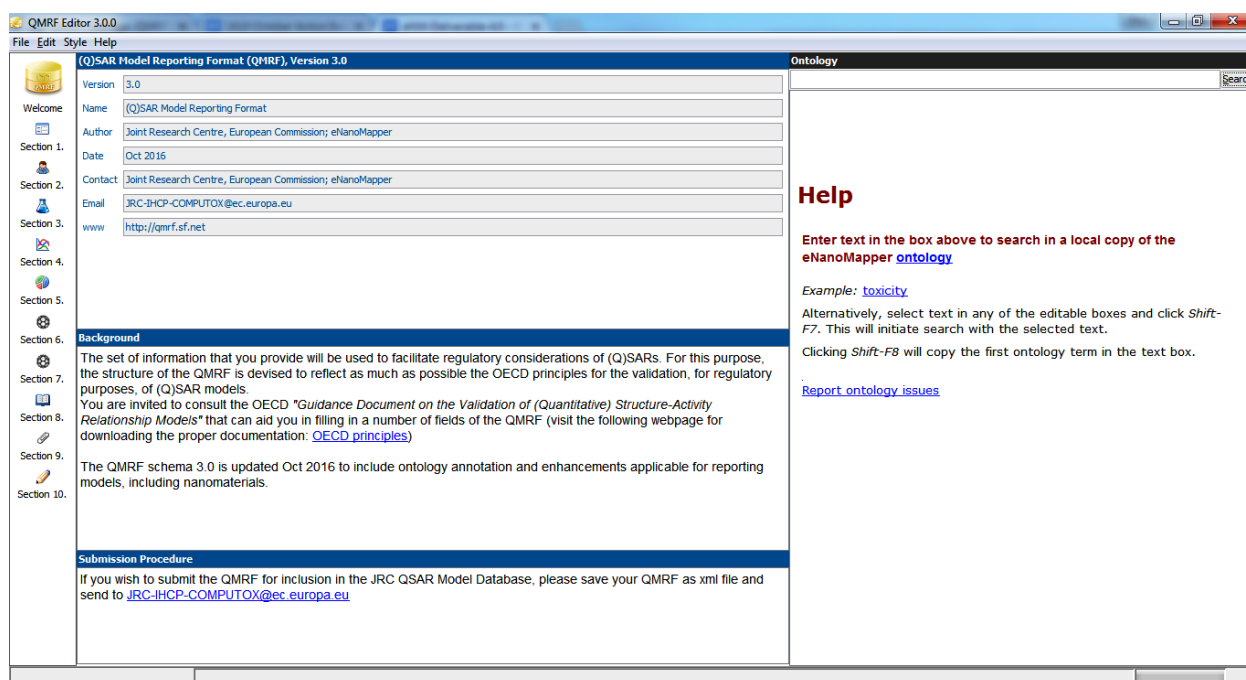 QMRF Editor 3.0.0
File Edit Style Help
QMRF
Welcome
Section 1.
Section 2.
Section 3.
Section 4.
Section 5.
Section 6.
Section 7.
Section 8.
Section 9.
Section 10.
(Q)SAR Model Reporting Format (QMRF), Version 3.0
Version 3.0
Name (Q)SAR Model Reporting Format
Author Joint Research Centre, European Commission; eNanoMapper
Date Oct 2016
Contact Joint Research Centre, European Commission; eNanoMapper
Email JRC-IHCP-COMPUTOX@ec.europa.eu
www http://qmrf.sf.net
Background
The set of information that you provide will be used to facilitate regulatory considerations of (Q)SARs. For this purpose,
the structure of the QMRF is devised to reflect as much as possible the OECD principles for the validation, for regulatory
purposes, of (Q)SAR models.
You are invited to consult the OECD "Guidance Document on the Validation of (Quantitative) Structure-Activity
Relationship Models" that can aid you in filling in a number of fields of the QMRF (visit the following webpage for
downloading the proper documentation: OECD principles)
The QMRF schema 3.0 is updated Oct 2016 to include ontology annotation and enhancements applicable for reporting
models, including nanomaterials.
Submission Procedure
If you wish to submit the QMRF for inclusion in the JRC QSAR Model Database, please save your QMRF as xml file and
send to JRC-IHCP-COMPUTOX@ec.europa.eu
Ontology
Searc
Help
Enter text in the box above to search in a local copy of the
eNanoMapper ontology
Example: toxicity
Alternatively, select text in any of the editable boxes and click Shift-
F7. This will initiate search with the selected text.
Clicking Shift-F8 will copy the first ontology term in the text box.
.
Report ontology issues